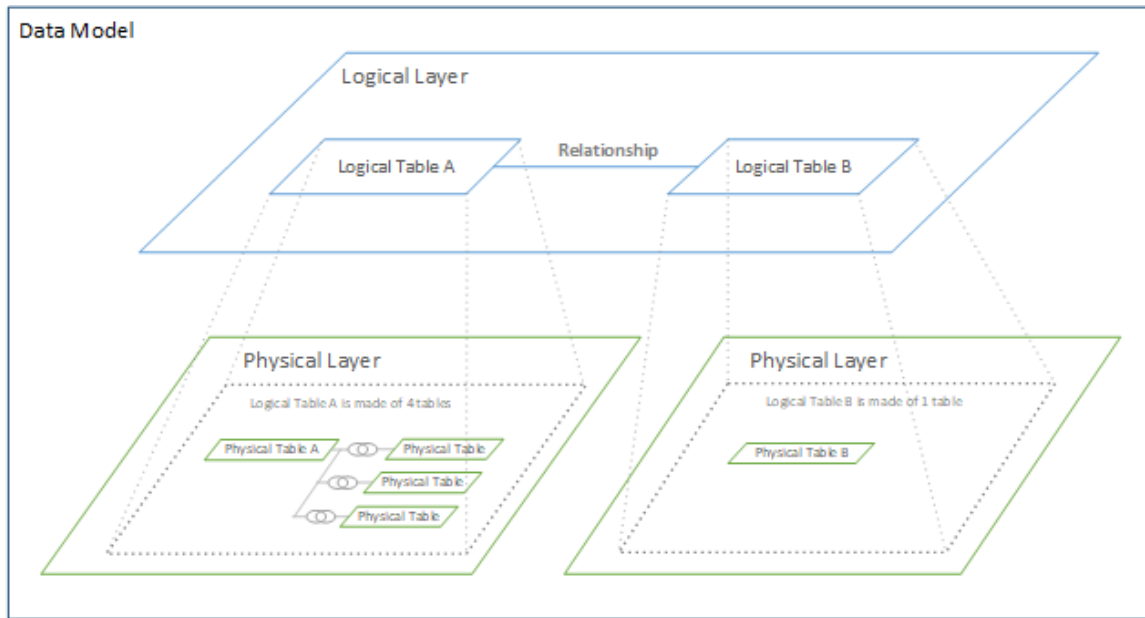 Data Model
Logical Layer
Logical Table A
Relationship
Logical Table B
Physical Layer
Logical Table A is made of 4 tables
Physical Table A
Physical Table
Physical Table
Physical Table
Physical Layer
Logical Table B is made of 1 table
Physical Table B